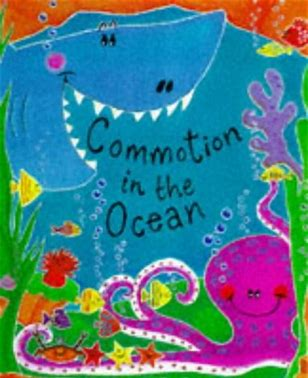 Commotion
in the
Ocean